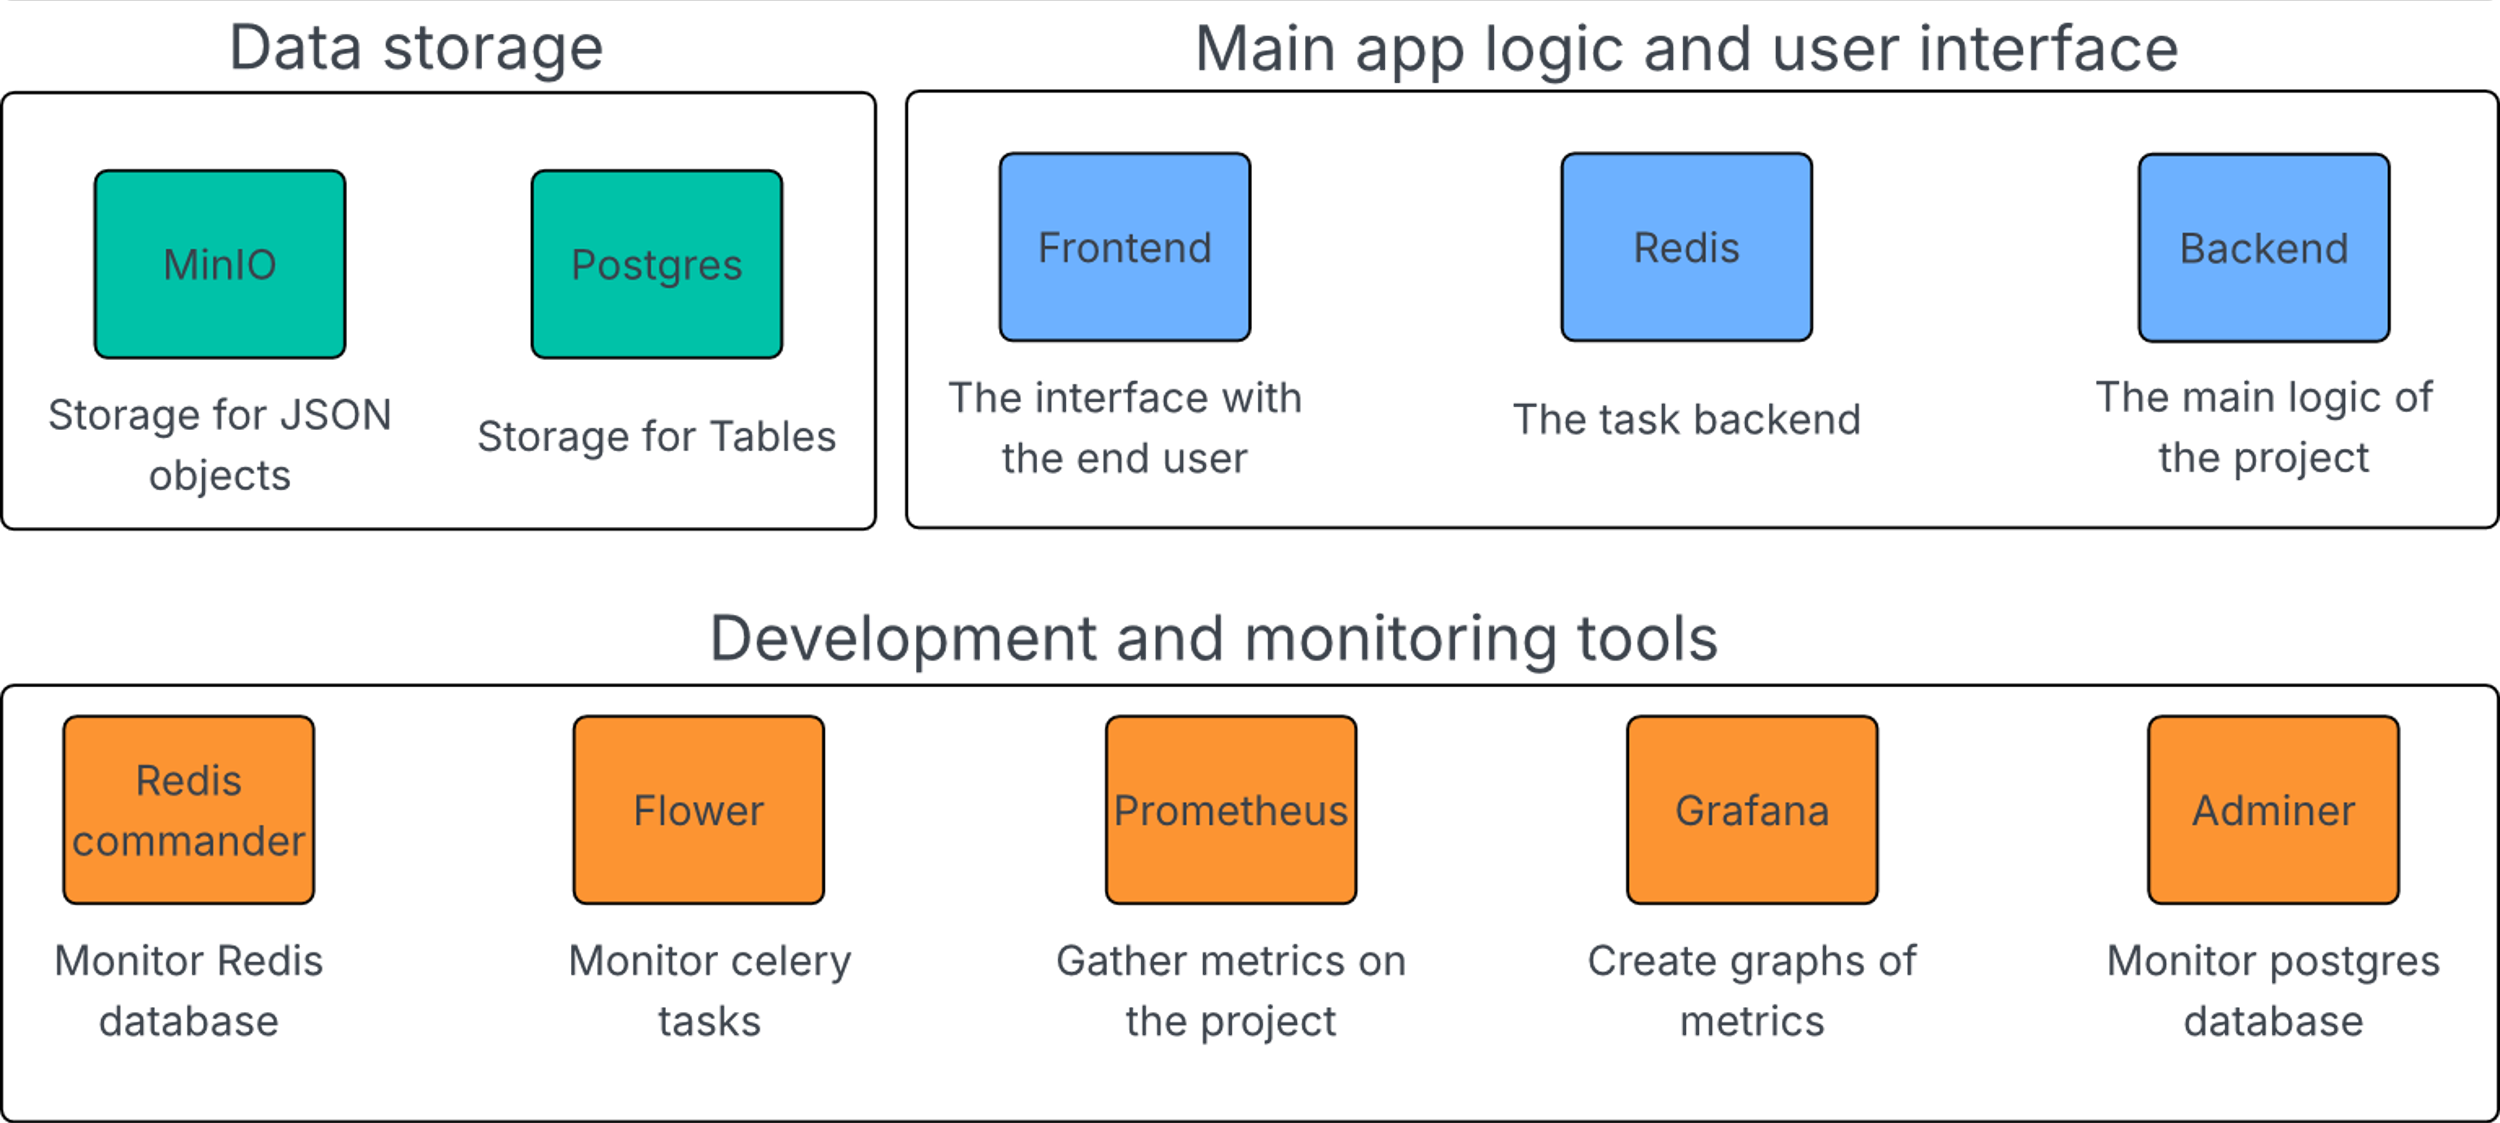 Data storage
MinIO
Storage for JSON
objects
Postgres
Storage for Tables
Main app logic and user interface
Frontend
The interface with
the end user
Redis
The task backend
Backend
The main logic of
the project
Development and monitoring tools
Redis
commander
Monitor Redis
database
Flower
Monitor celery
tasks
Prometheus
Gather metrics on
the project
Grafana
Create graphs of
metrics
Adminer
Monitor postgres
database